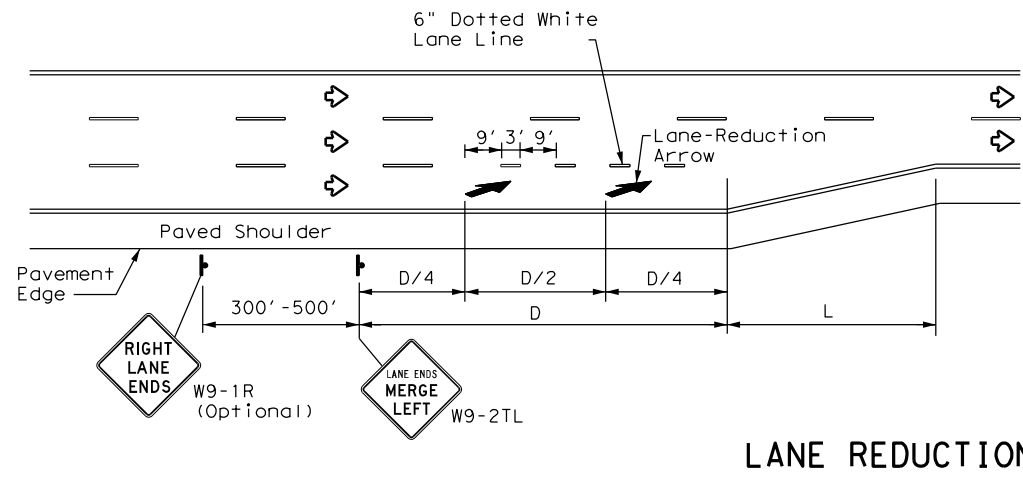 6" Dotted White
Lane Line
9' 3' 9'
Lane-Reduction
Arrow
Paved Shoulder
Pavement
Edge
D/4 D/2 D/4
300'-500' D L
RIGHT
LANE
ENDS
W9-1R
(Optional)
LANE ENDS
MERGE
LEFT
W9-2TL
LANE REDUCTION